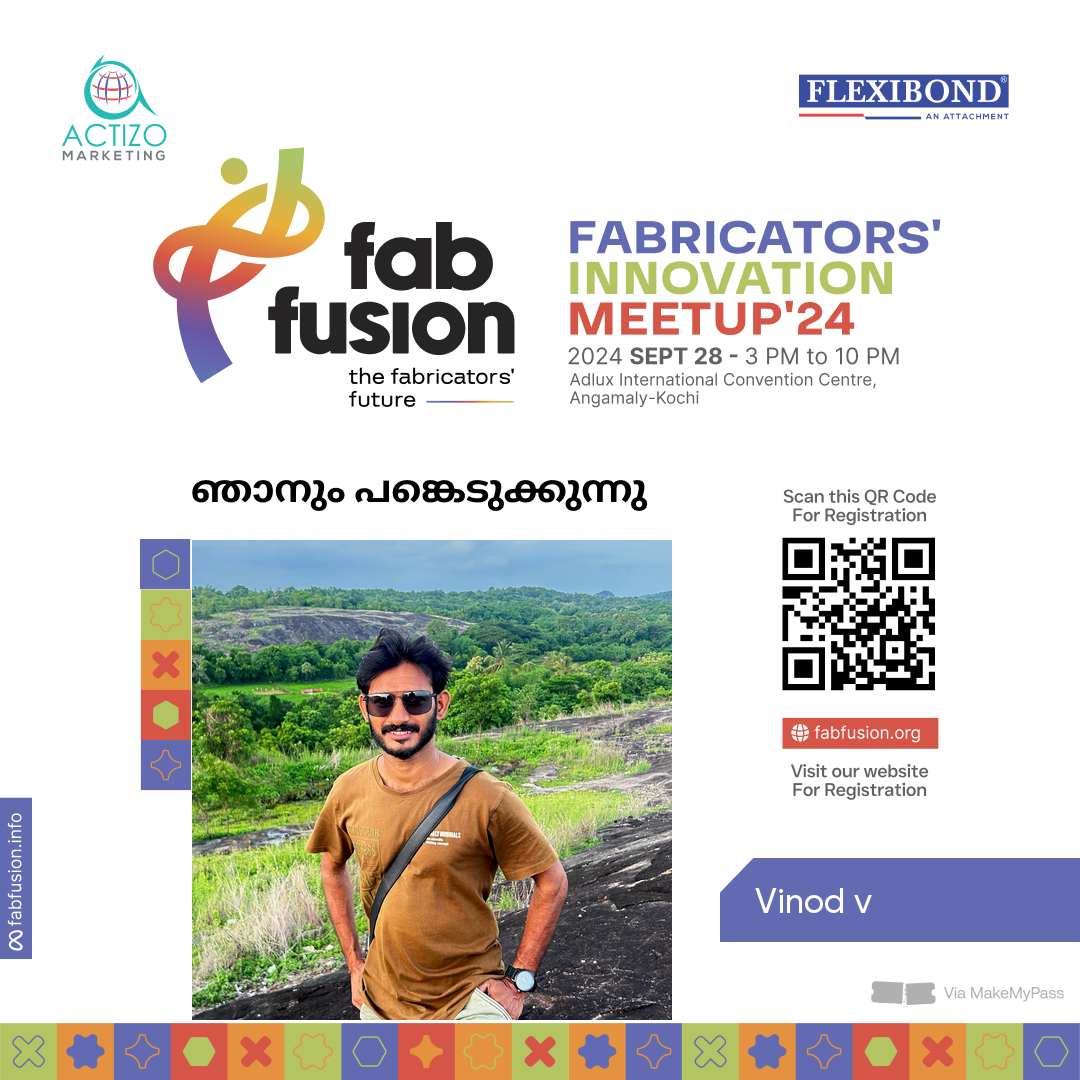 ACTIZO
MARKETING
FLEXIBOND®
AN ATTACHMENT
fab
fusion
the fabricators'
future
FABRICATORS'
INNOVATION
MEETUP'24
2024 SEPT 28 - 3 PM to 10 PM
Adlux International Convention Centre,
Angamaly-Kochi
ഞാനും പങ്കെടുക്കുന്നു
Scan this QR Code
For Registration
fabfusion.org
Visit our website
For Registration
fabfusion.info
ORIGINALS
Vinod v
Via MakeMyPass